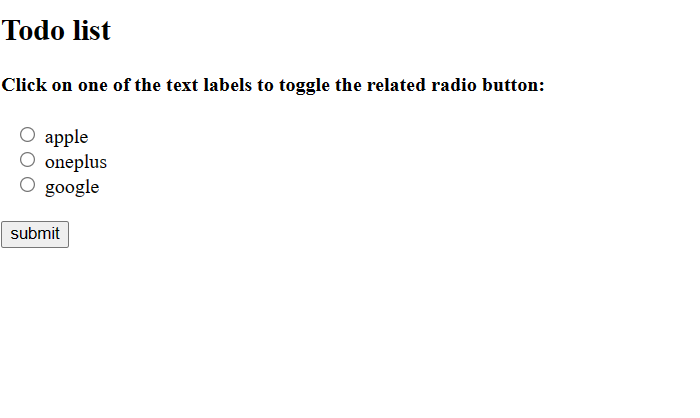 Todo list
Click on one of the text labels to toggle the related radio button:
apple
oneplus
google
submit